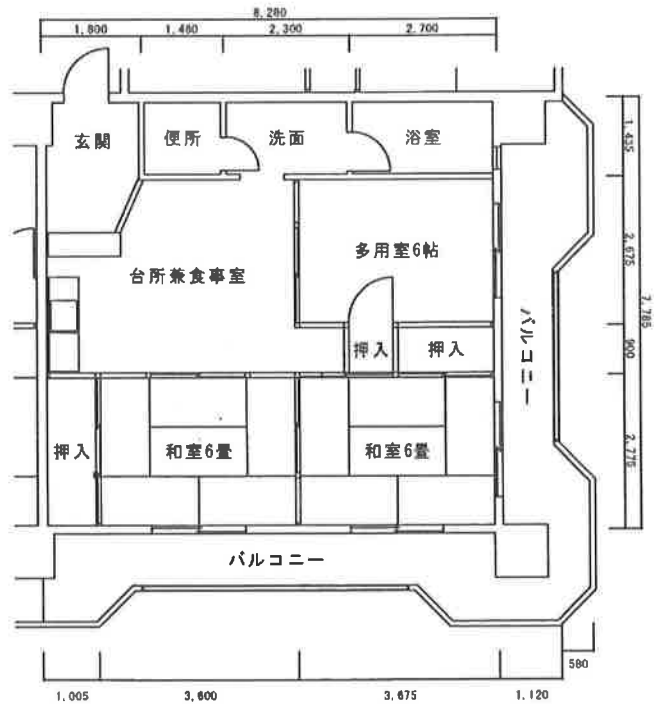 8,280
1,800
1,480
2,300
2,700
玄関
便所
洗面
浴室
1,435
台所兼食事室
多用室6帖
2,675
7,785
バルコニー
押入
押入
900
押入
和室6畳
和室6畳
2,775
バルコニー
580
1,005
3,600
3,675
1,120